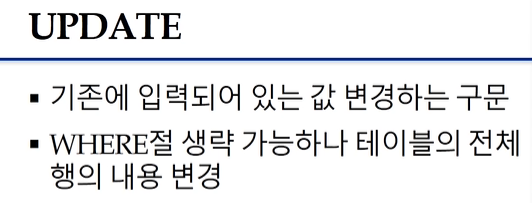 UPDATE
▪ 기존에 입력되어 있는 값 변경하는 구문
▪ WHERE절 생략 가능하나 테이블의 전체
행의 내용 변경